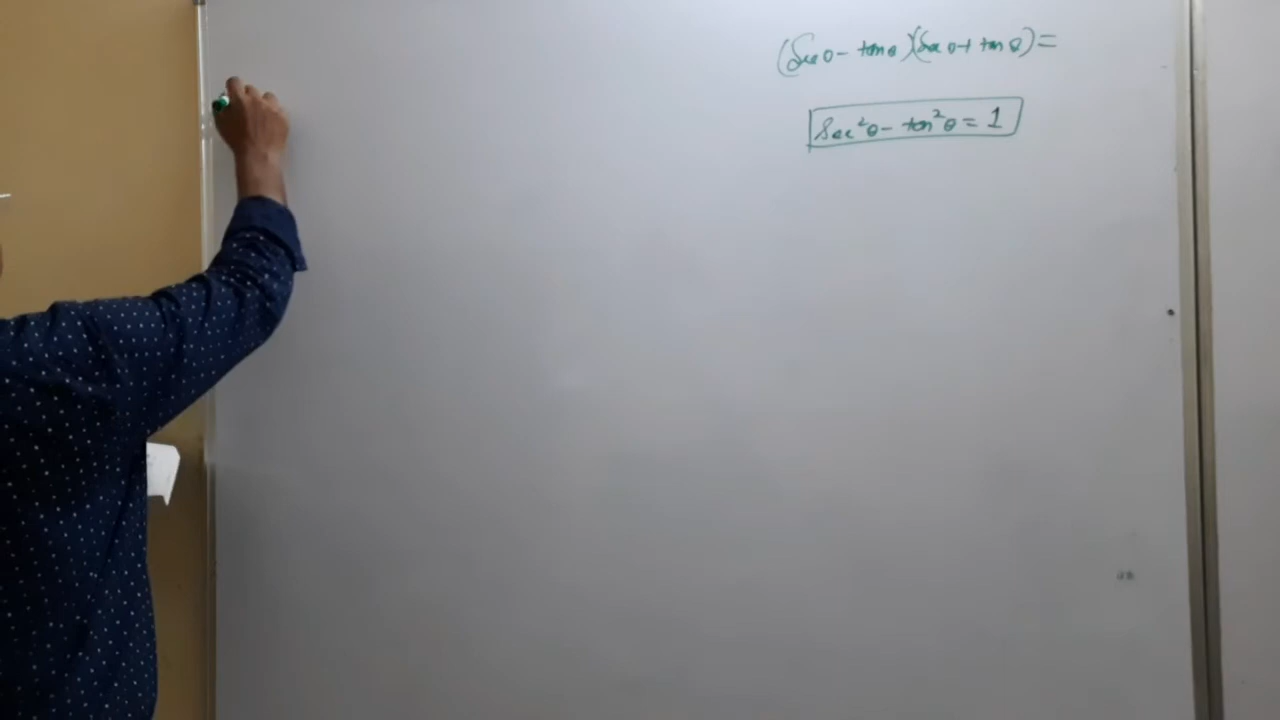 (Sec θ - tan θ)(Sec θ + tan θ) =
Sec²θ - tan²θ = 1